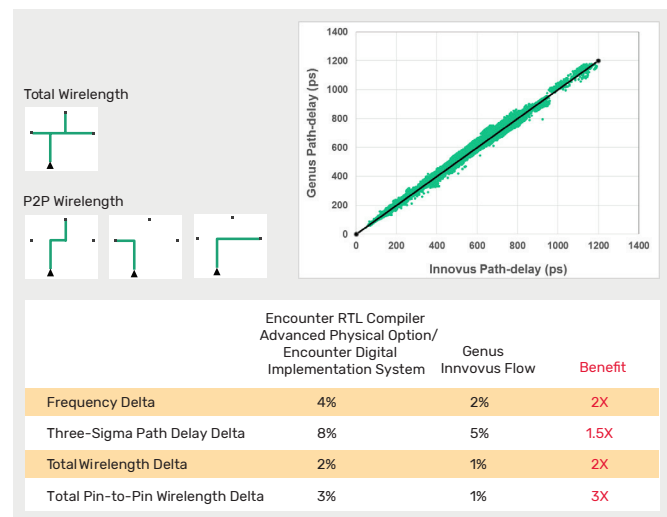 Total Wirelength
P2P Wirelength
1400
1200
1000
800
600
400
200
0
Genus Path-delay (ps)
0 200 400 600 800 1000 1200 1400
Innovus Path-delay (ps)
Encounter RTL Compiler
Advanced Physical Option/
Encounter Digital
Implementation System
Genus
Innvovus Flow
Benefit
Frequency Delta 4% 2% 2X
Three-Sigma Path Delay Delta 8% 5% 1.5X
Total Wirelength Delta 2% 1% 2X
Total Pin-to-Pin Wirelength Delta 3% 1% 3X